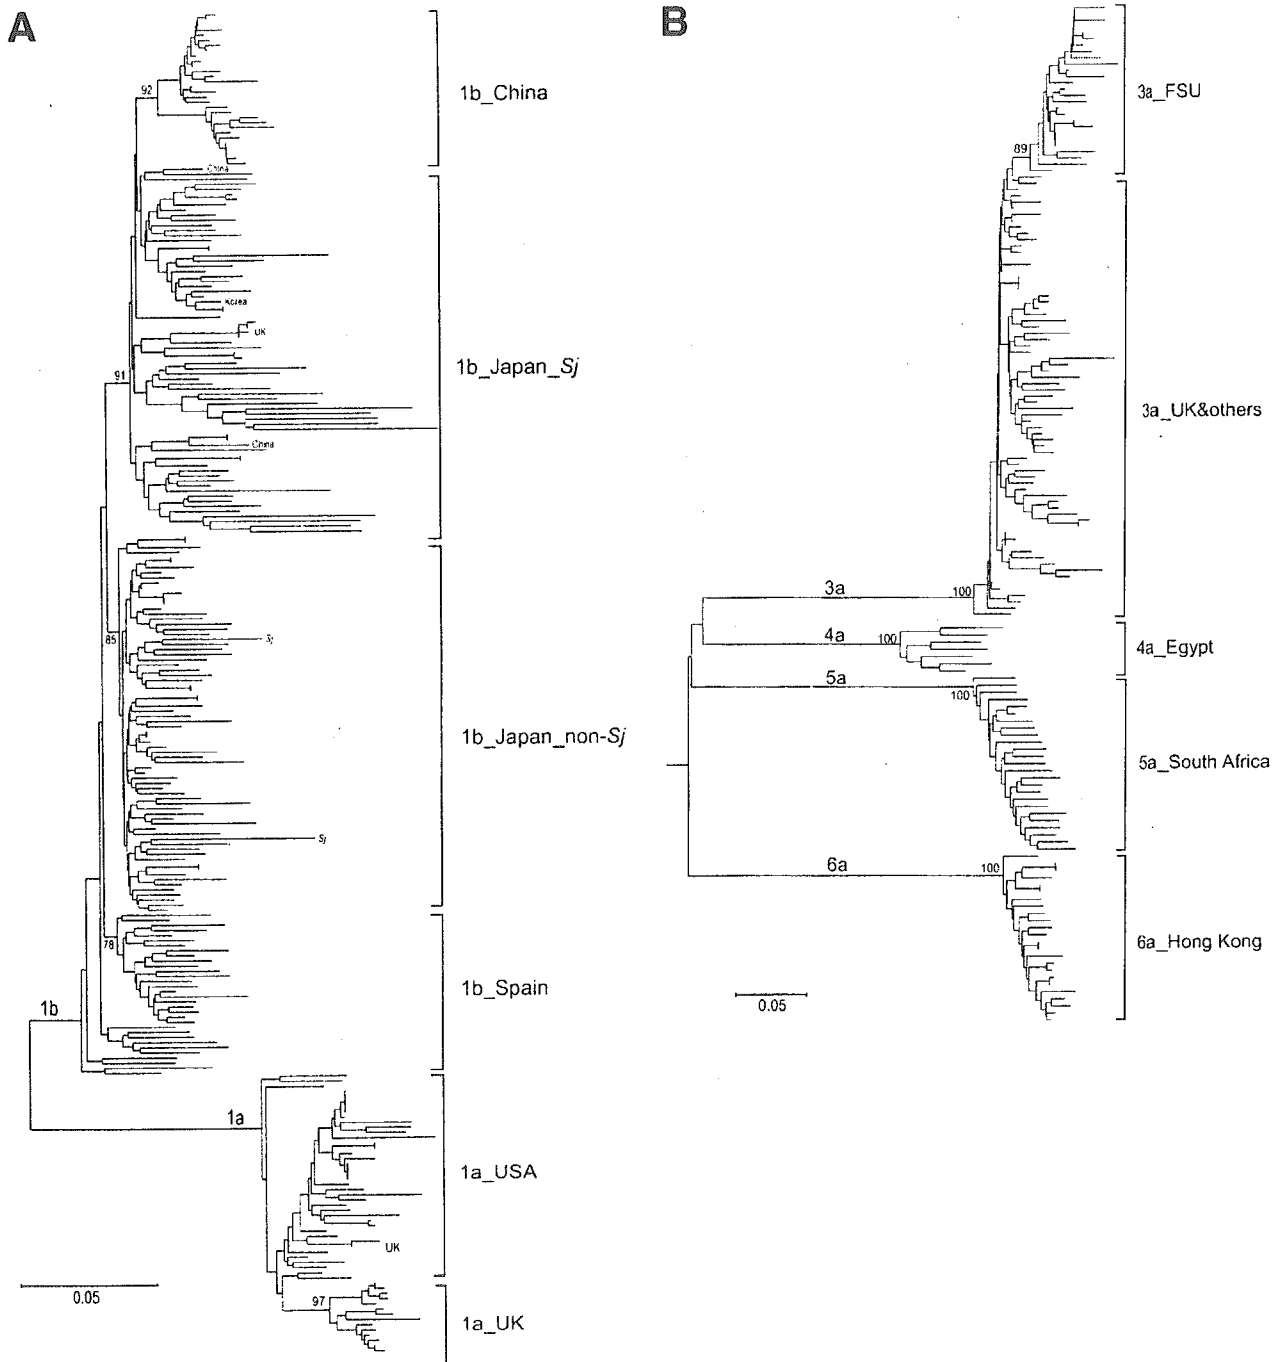 A
92
1b_China
China
Korea
UK
91
1b_Japan_Sj
China
85
Sj
1b_Japan_non-Sj
Sj
78
1b_Spain
1b
1a
1a_USA
UK
97
1a_UK
0.05
B
3a_FSU
89
3a_UK&others
3a
100
4a
100
4a_Egypt
5a
100
5a_South Africa
6a
100
6a_Hong Kong
0.05